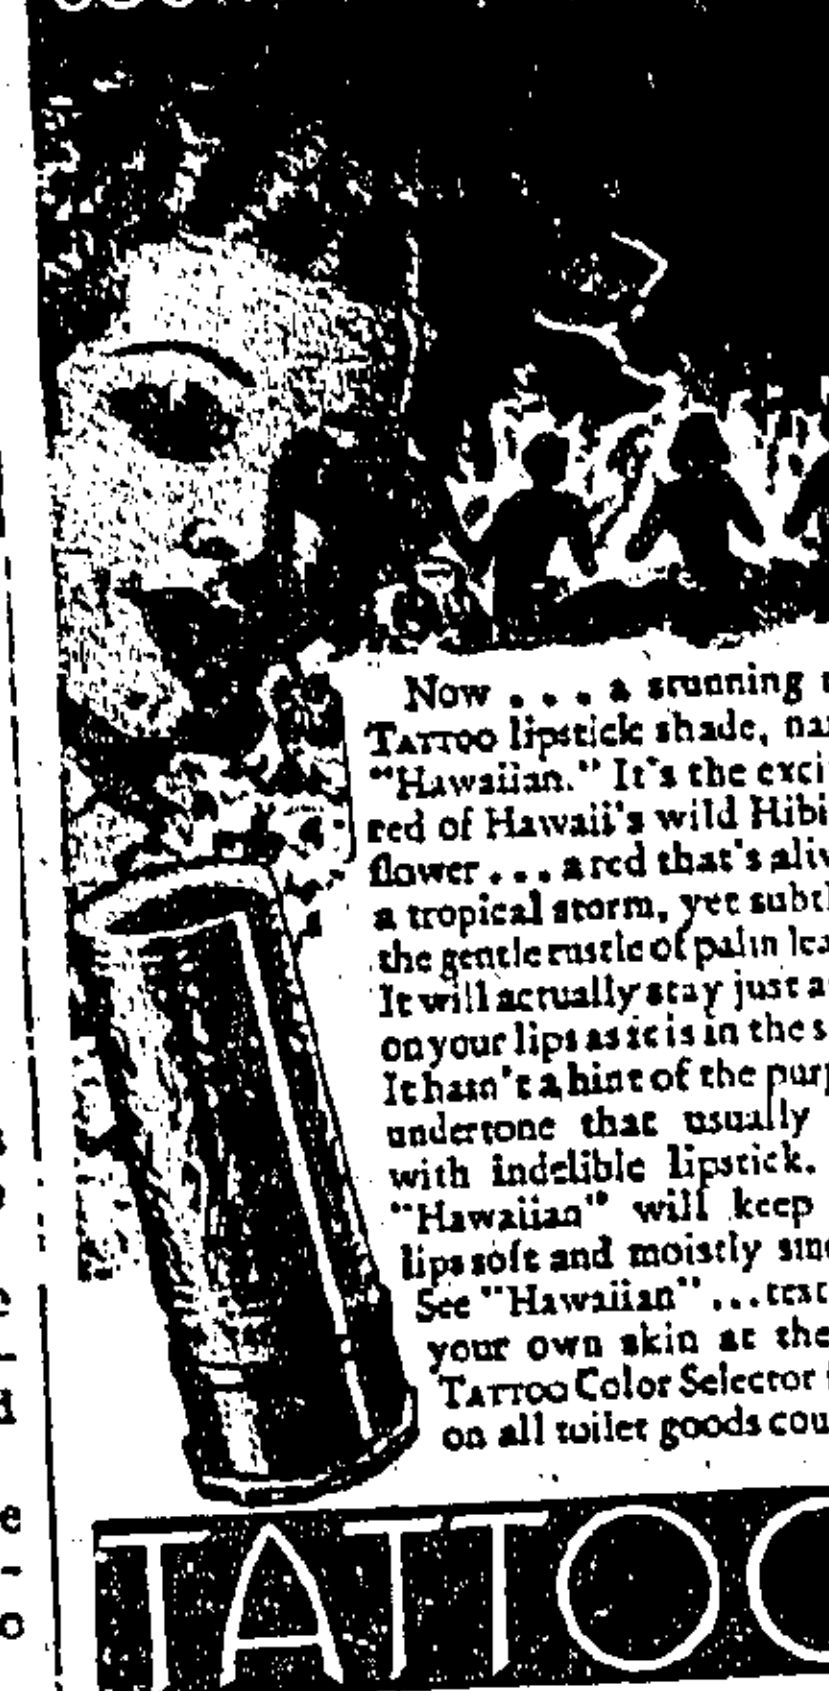 Now . . . a stunning
TATTOO lipstick shade, na
"Hawaiian." It's the exci
red of Hawaii's wild Hibi
flower . . . a red that's aliv
a tropical storm, yet subtl
the gentle rustle of palm lea
It will actually stay just a
on your lips as it is in the s
It hasn't a hint of the purp
undertone that usually
with indelible lipstick.
"Hawaiian" will keep
lips soft and moistly smo
See "Hawaiian" ... test
your own skin at the
TATTOO Color Selector
on all toilet goods cou
TATTOO